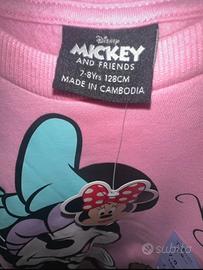 Disney
MICKEY
AND FRIENDS
7-8Yrs 128CM
MADE IN CAMBODIA
subito